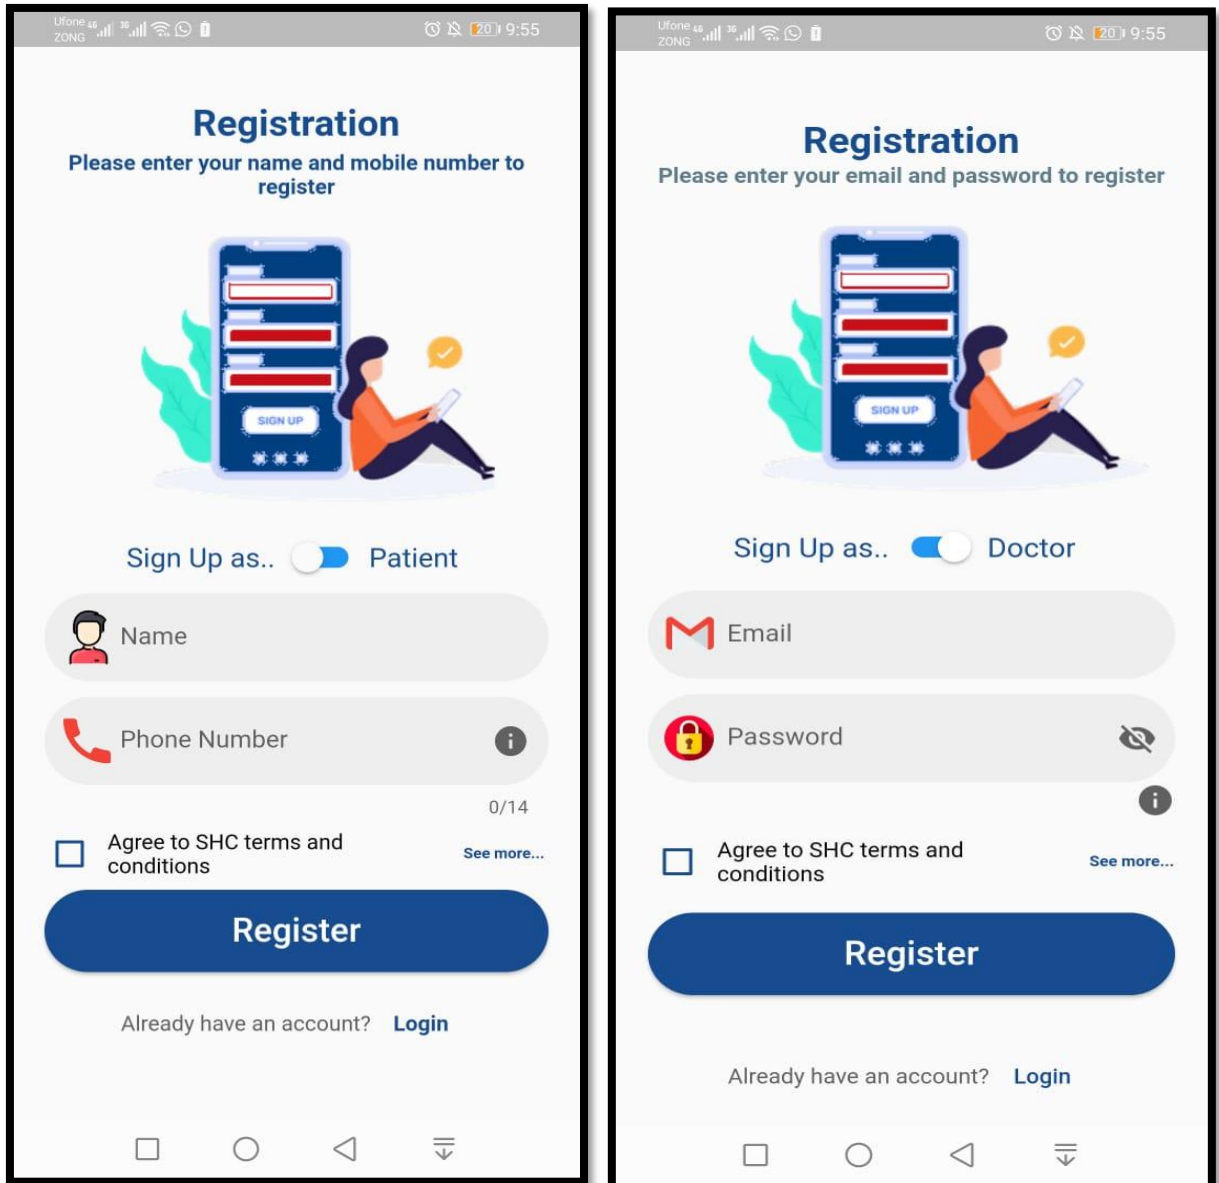 Ufone 4G 3G
ZONG
20 9:55
Registration
Please enter your name and mobile number to
register
SIGN UP
Sign Up as.. Patient
Name
Phone Number
0/14
Agree to SHC terms and
conditions
See more...
Register
Already have an account? Login
Ufone 4G 3G
ZONG
20 9:55
Registration
Please enter your email and password to register
SIGN UP
Sign Up as.. Doctor
Email
Password
Agree to SHC terms and
conditions
See more...
Register
Already have an account? Login